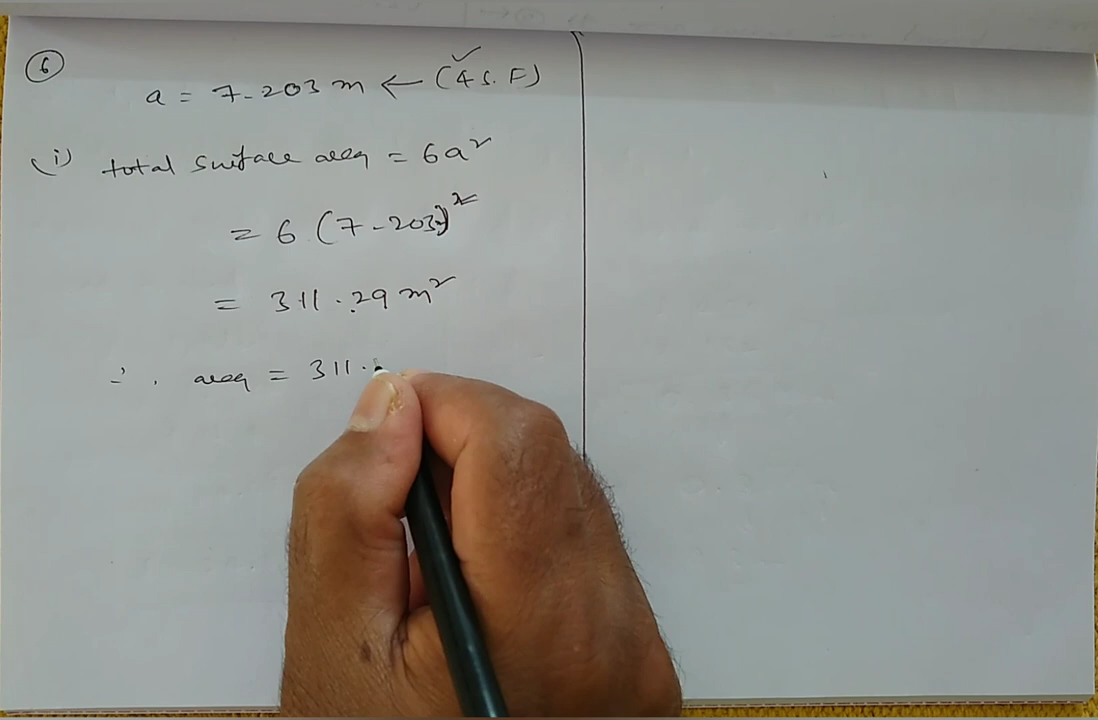 6
a = 7.203 m ← (4 S.F)
(i) total surface area = 6a²
= 6 (7.203)²
= 311.29 m²
∴ area = 311.